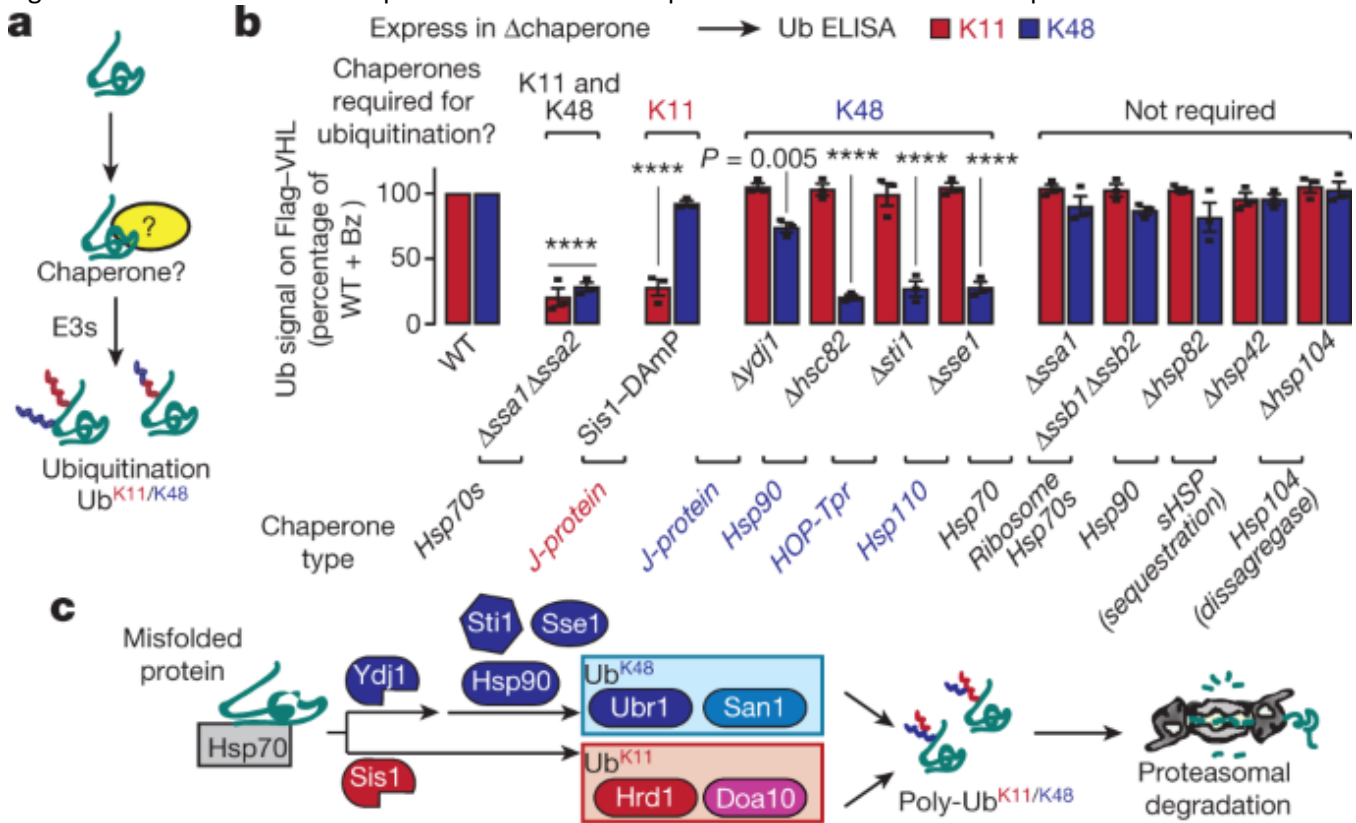 a
Chaperone?
?
E3s
Ubiquitination
Ub^K11/K48
b
Express in Δchaperone → Ub ELISA K11 K48
Chaperones
required for
ubiquitination?
K11 and
K48
K11
K48
Not required
Ub signal on Flag–VHL
(percentage of
WT + Bz)
100
50
0
****
****
P = 0.005
****
****
****
WT
Δssa1Δssa2
Sis1–DAmP
Δydj1
Δhsc82
Δsti1
Δsse1
Δssa1
Δssb1Δssb2
Δhsp82
Δhsp42
Δhsp104
Chaperone
type
Hsp70s
J-protein
J-protein
Hsp90
HOP-Tpr
Hsp110
Hsp70
Ribosome
Hsp70s
Hsp90
sHSP
(sequestration)
Hsp104
(dissagregase)
c
Misfolded
protein
Hsp70
Ydj1
Sis1
Sti1
Sse1
Hsp90
Ub^K48
Ubr1
San1
Ub^K11
Hrd1
Doa10
Poly-Ub^K11/K48
Proteasomal
degradation